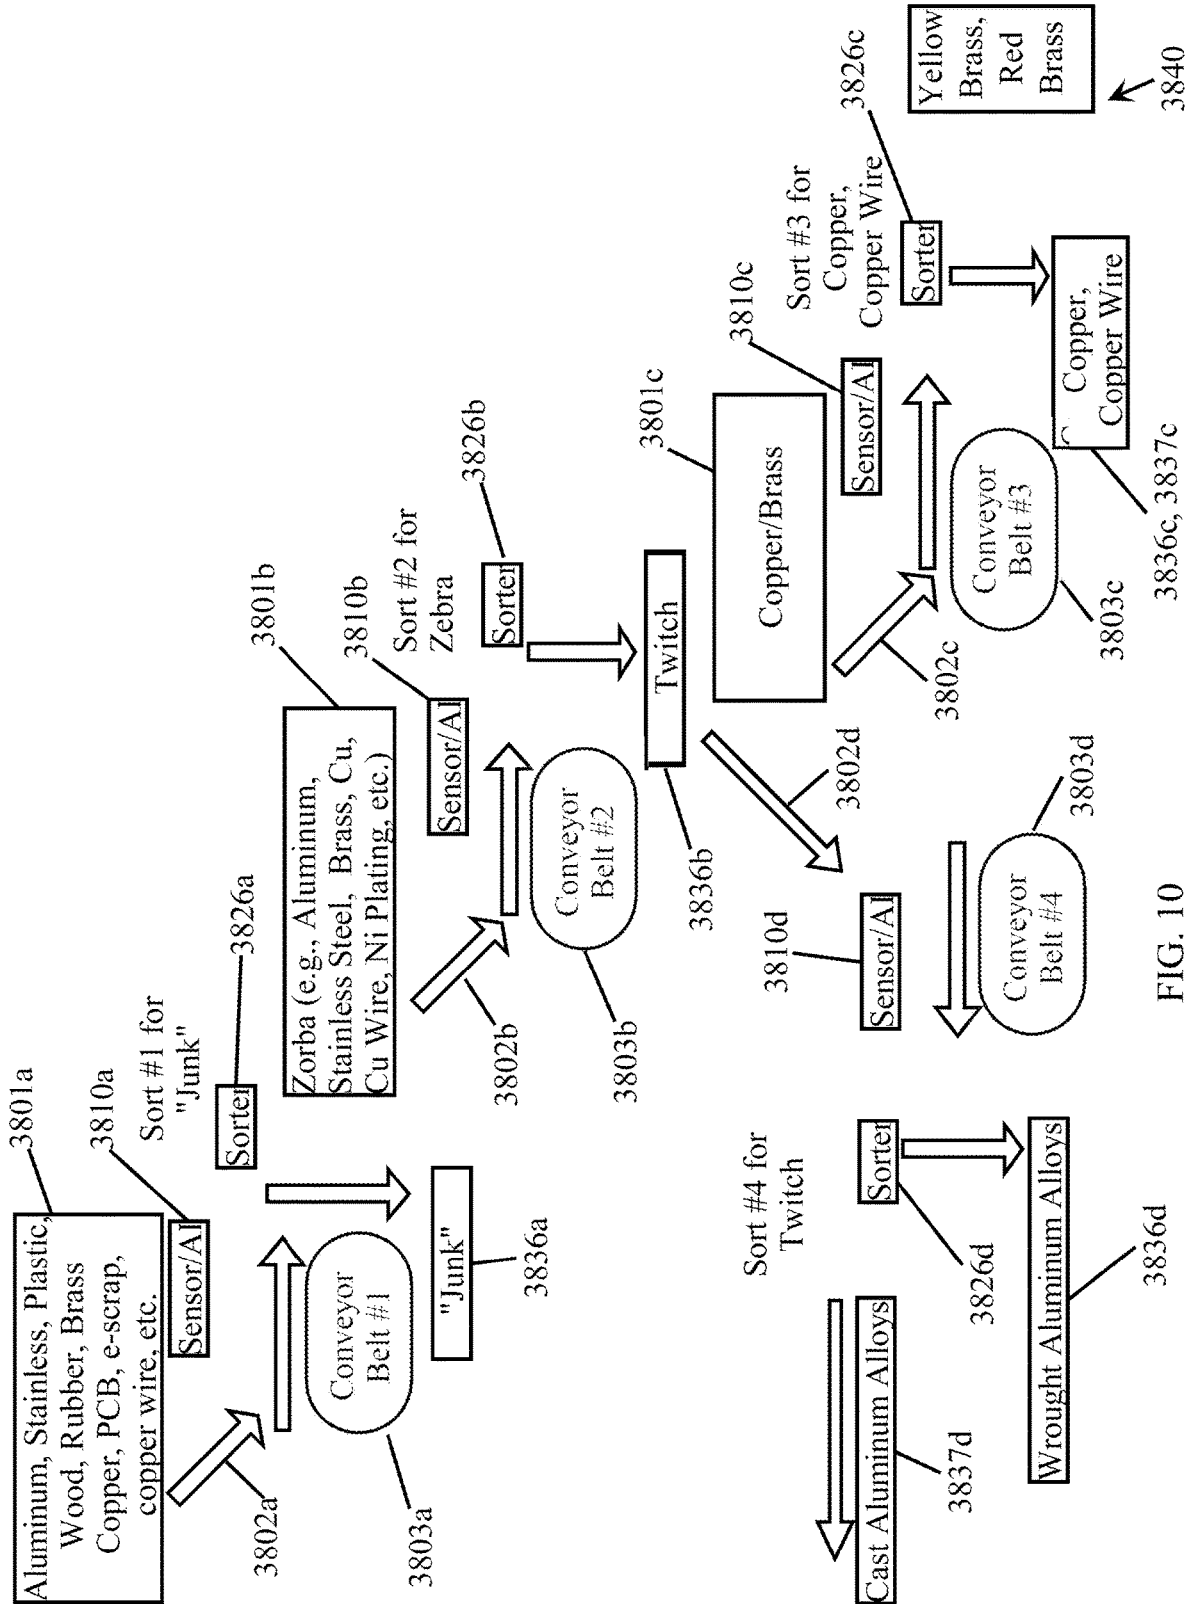 Aluminum, Stainless, Plastic,
Wood, Rubber, Brass
Copper, PCB, e-scrap,
copper wire, etc.
3801a
3802a
Sensor/AI
3810a
Conveyor
Belt #1
3803a
Sort #1 for
"Junk"
Sorter
3826a
"Junk"
3836a
Zorba (e.g., Aluminum,
Stainless Steel, Brass, Cu,
Cu Wire, Ni Plating, etc.)
3801b
3802b
Sensor/AI
3810b
Conveyor
Belt #2
3803b
Sort #2 for
Zebra
Sorter
3826b
Twitch
3836b
Copper/Brass
3801c
3802c
Sensor/AI
3810c
Conveyor
Belt #3
3803c
Sort #3 for
Copper,
Copper Wire
Sorter
3826c
Copper,
Copper Wire
3836c, 3837c
Yellow
Brass,
Red
Brass
3840
3802d
Sensor/AI
3810d
Conveyor
Belt #4
3803d
Sort #4 for
Twitch
Sorter
3826d
Cast Aluminum Alloys
3837d
Wrought Aluminum Alloys
3836d
FIG. 10